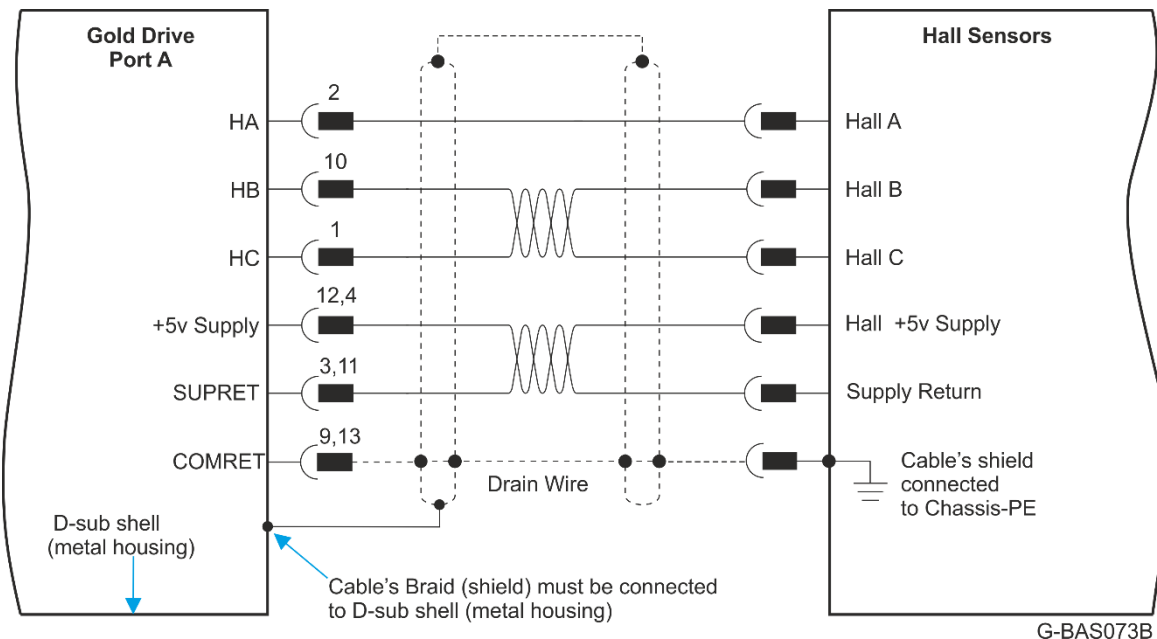 Gold Drive
Port A
Hall Sensors
2
HA
Hall A
10
HB
Hall B
1
HC
Hall C
12,4
+5v Supply
Hall +5v Supply
3,11
SUPRET
Supply Return
9,13
COMRET
Drain Wire
Cable's shield
connected
to Chassis-PE
D-sub shell
(metal housing)
Cable's Braid (shield) must be connected
to D-sub shell (metal housing)
G-BAS073B